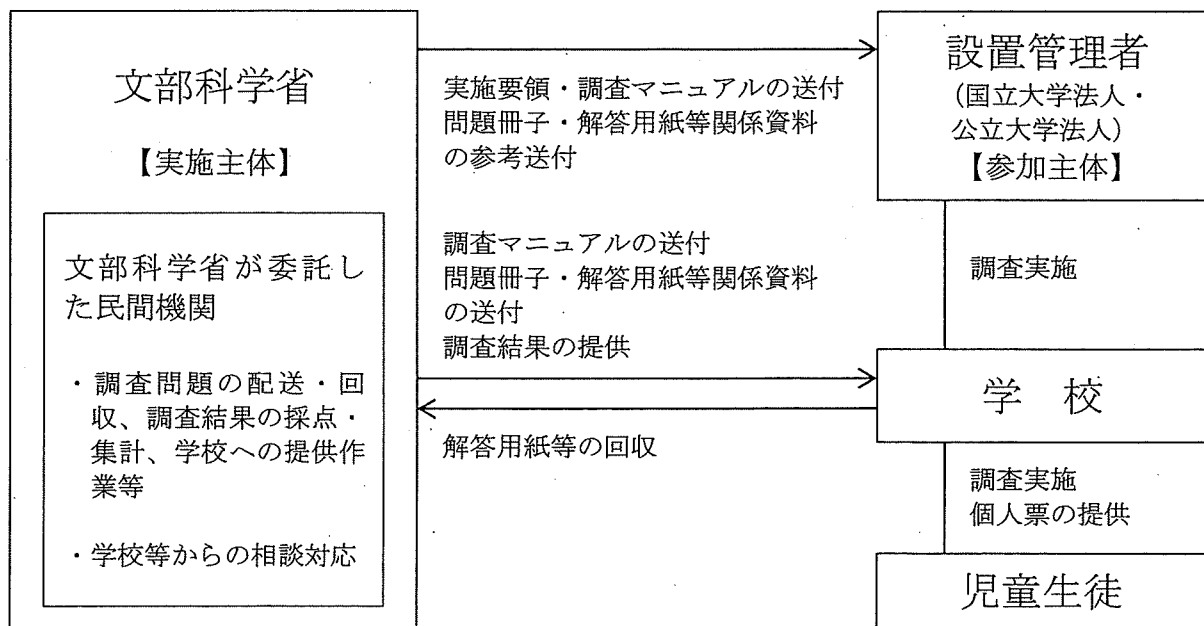 文部科学省
【実施主体】
文部科学省が委託し
た民間機関
・調査問題の配送・回
収、調査結果の採点・
集計、学校への提供作
業等
・学校等からの相談対応
実施要領・調査マニュアルの送付
問題冊子・解答用紙等関係資料
の参考送付
調査マニュアルの送付
問題冊子・解答用紙等関係資料
の送付
調査結果の提供
解答用紙等の回収
設置管理者
(国立大学法人・
公立大学法人)
【参加主体】
調査実施
学 校
調査実施
個人票の提供
児童生徒